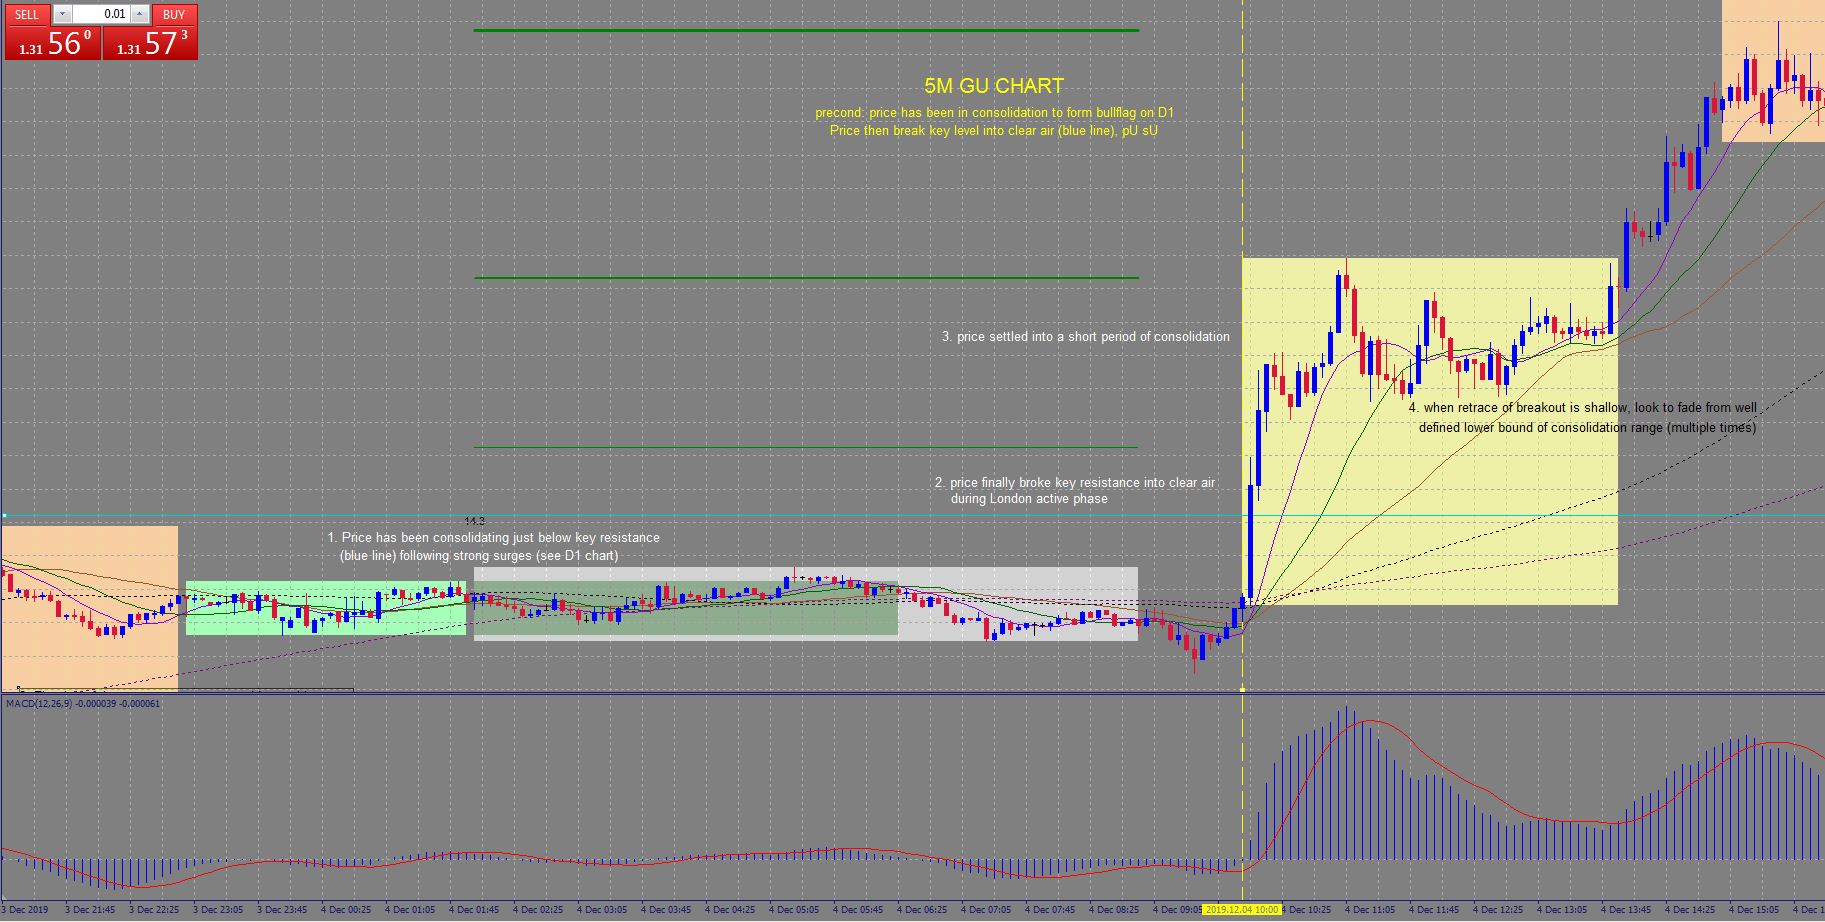 SELL
0.01
BUY
1.31 56 0
1.31 57 3
5M GU CHART
precond: price has been in consolidation to form bullflag on D1
Price then break key level into clear air (blue line), pU sU
3. price settled into a short period of consolidation
4. when retrace of breakout is shallow, look to fade from well
defined lower bound of consolidation range (multiple times)
2. price finally broke key resistance into clear air
during London active phase
14.3
1. Price has been consolidating just below key resistance
(blue line) following strong surges (see D1 chart)
MACD(12,26,9) -0.000039 -0.000061
3 Dec 2019
3 Dec 21:45
3 Dec 22:25
3 Dec 23:05
3 Dec 23:45
4 Dec 00:25
4 Dec 01:05
4 Dec 01:45
4 Dec 02:25
4 Dec 03:05
4 Dec 03:45
4 Dec 04:25
4 Dec 05:05
4 Dec 05:45
4 Dec 06:25
4 Dec 07:05
4 Dec 07:45
4 Dec 08:25
4 Dec 09:05
2019.12.04 10:00
4 Dec 10:25
4 Dec 11:05
4 Dec 11:45
4 Dec 12:25
4 Dec 13:05
4 Dec 13:45
4 Dec 14:25
4 Dec 15:05
4 Dec 1